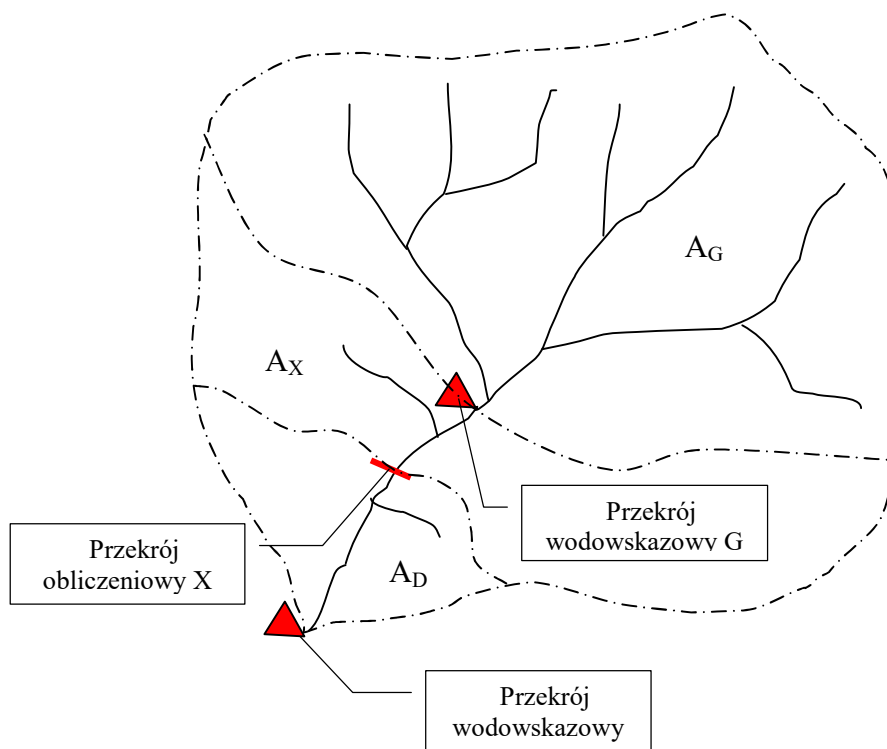 A_G
A_X
Przekrój
wodowskazowy G
Przekrój
obliczeniowy X
A_D
Przekrój
wodowskazowy